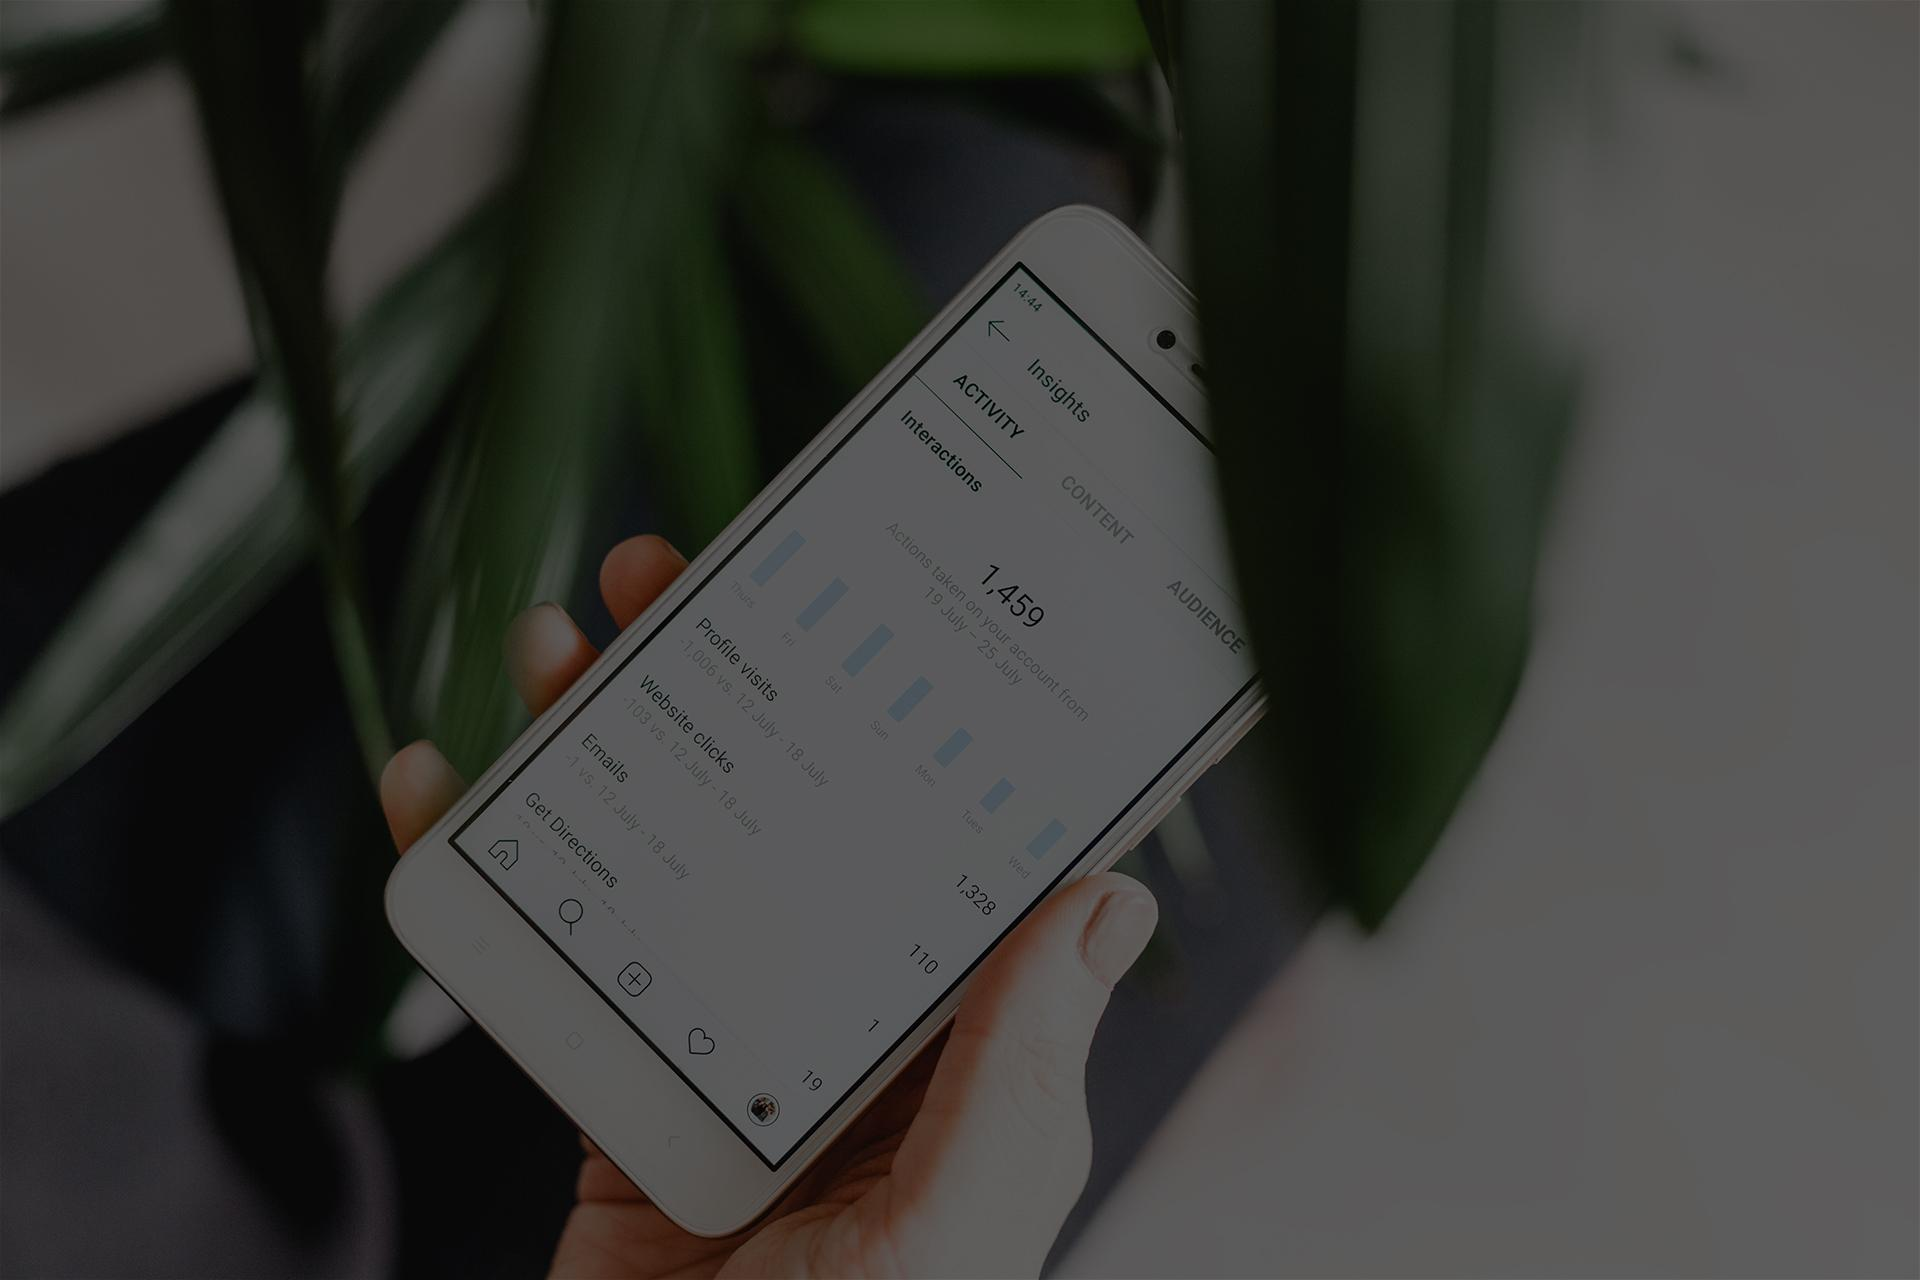 14:44
Insights
ACTIVITY
CONTENT
AUDIENCE
Interactions
1,459
Actions taken on your account from
19 July – 25 July
Thurs
Fri
Sat
Sun
Mon
Tues
Wed
Profile visits
1,328
-1,006 vs. 12 July - 18 July
Website clicks
110
-103 vs. 12 July - 18 July
Emails
1
-1 vs. 12 July - 18 July
Get Directions
19